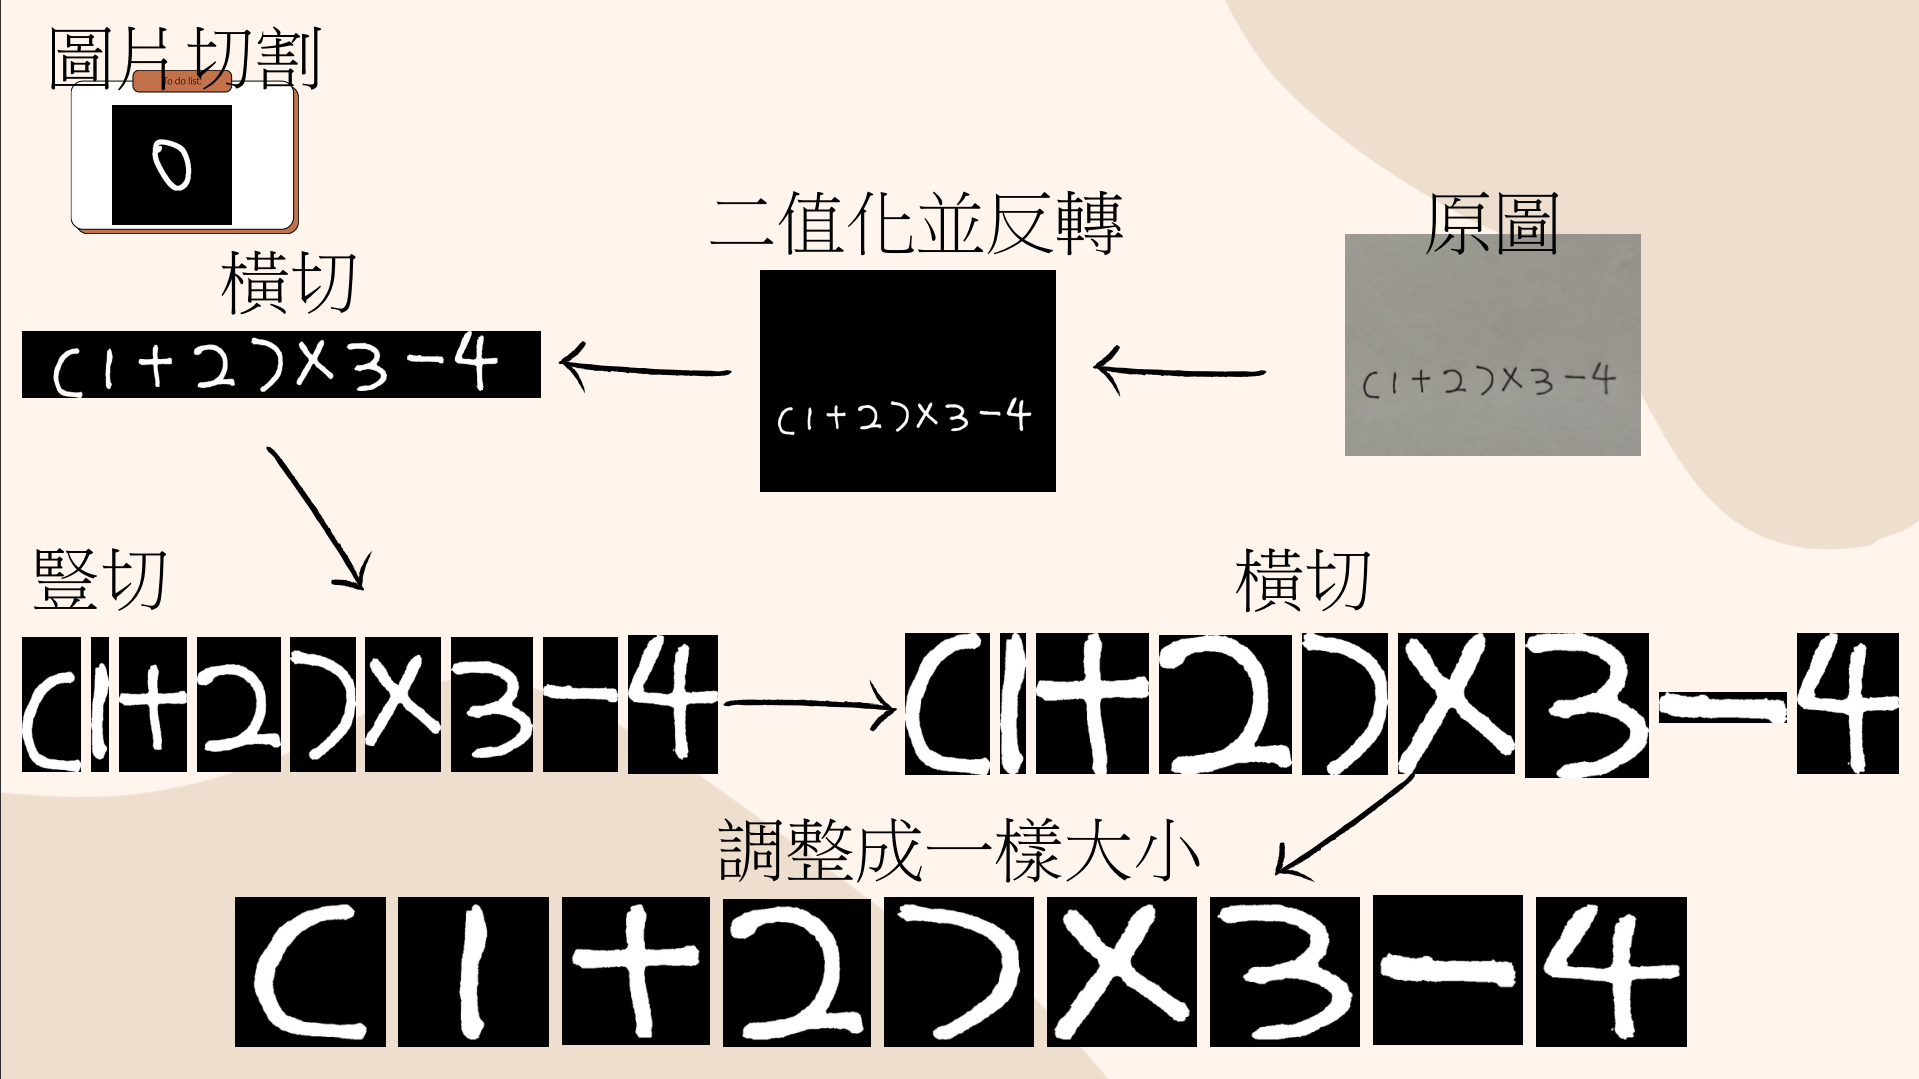 圖片切割
To do list:
0
二值化並反轉
原圖
橫切
(1+2)×3-4
(1+2)×3-4
(1+2)×3-4
豎切
橫切
(1+2)×3-4
(1+2)×3-4
調整成一樣大小
(1+2)×3-4